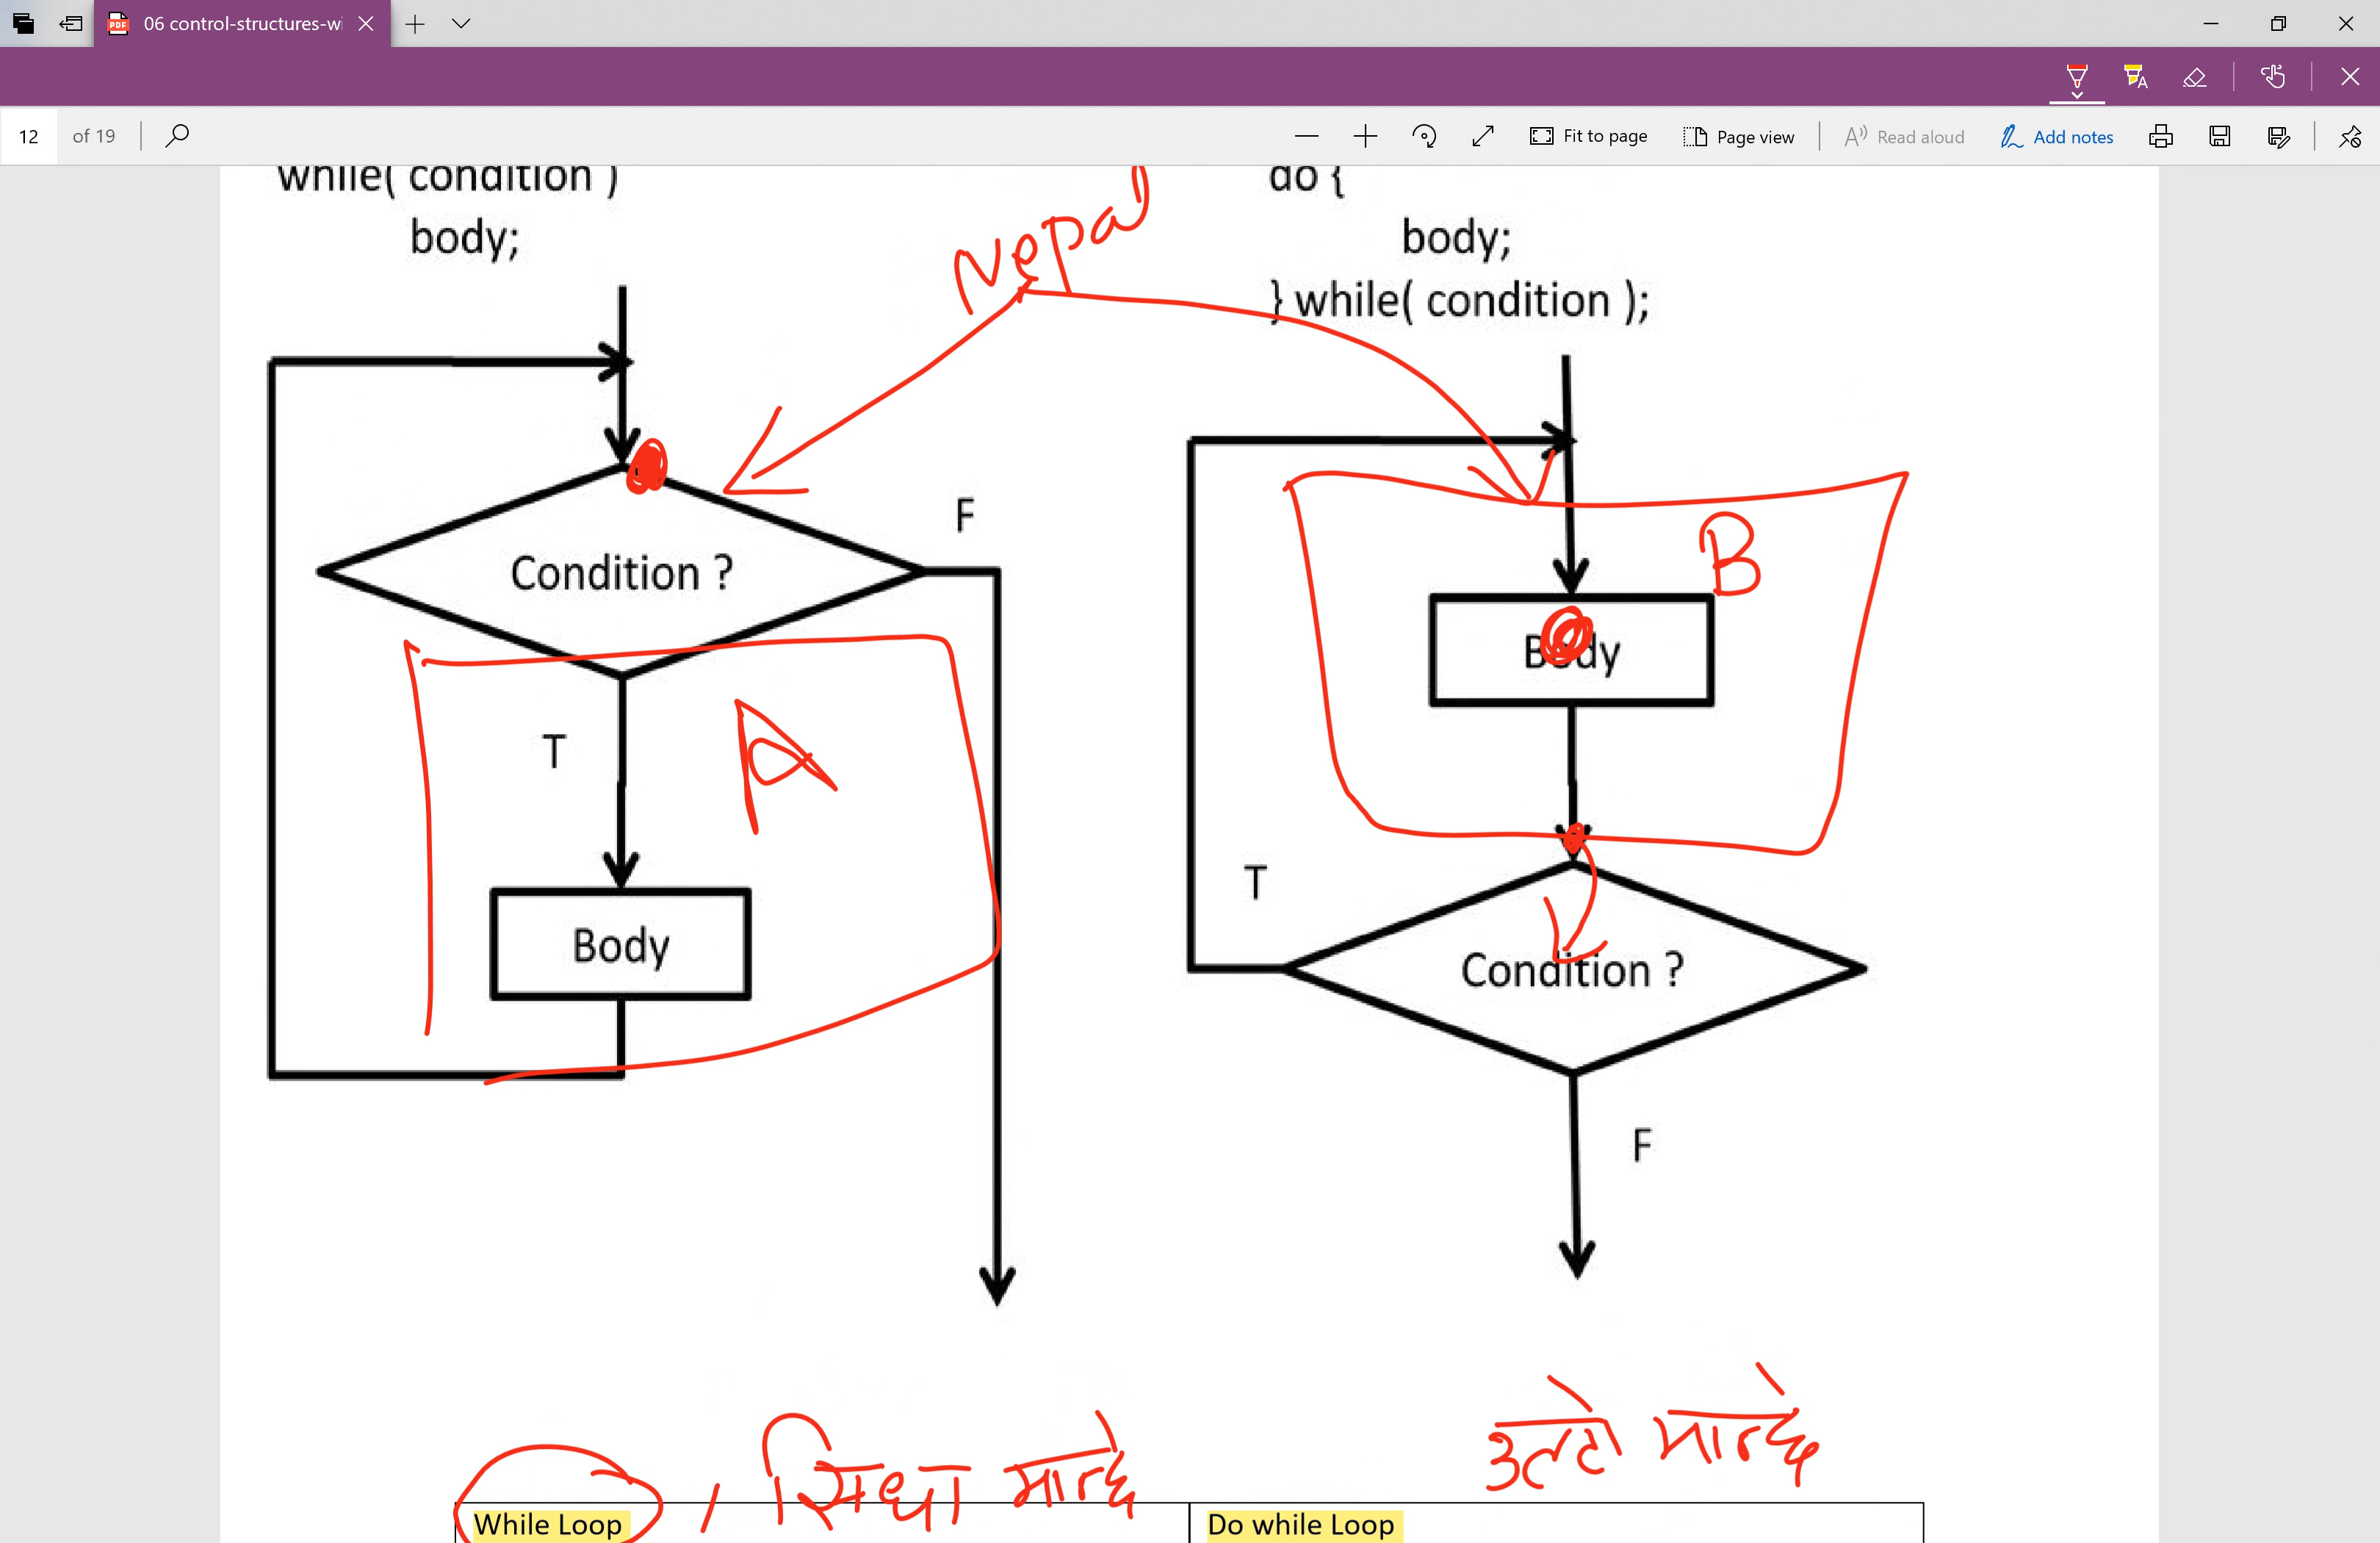 06 control-structures-wi
12 of 19
Fit to page
Page view
Read aloud
Add notes
while( condition )
body;
do {
body;
} while( condition );
Nepal
Condition ?
F
T
A
Body
B
Body
T
Condition ?
F
सिधा मार्छ
उल्टो मार्छ
While Loop
Do while Loop